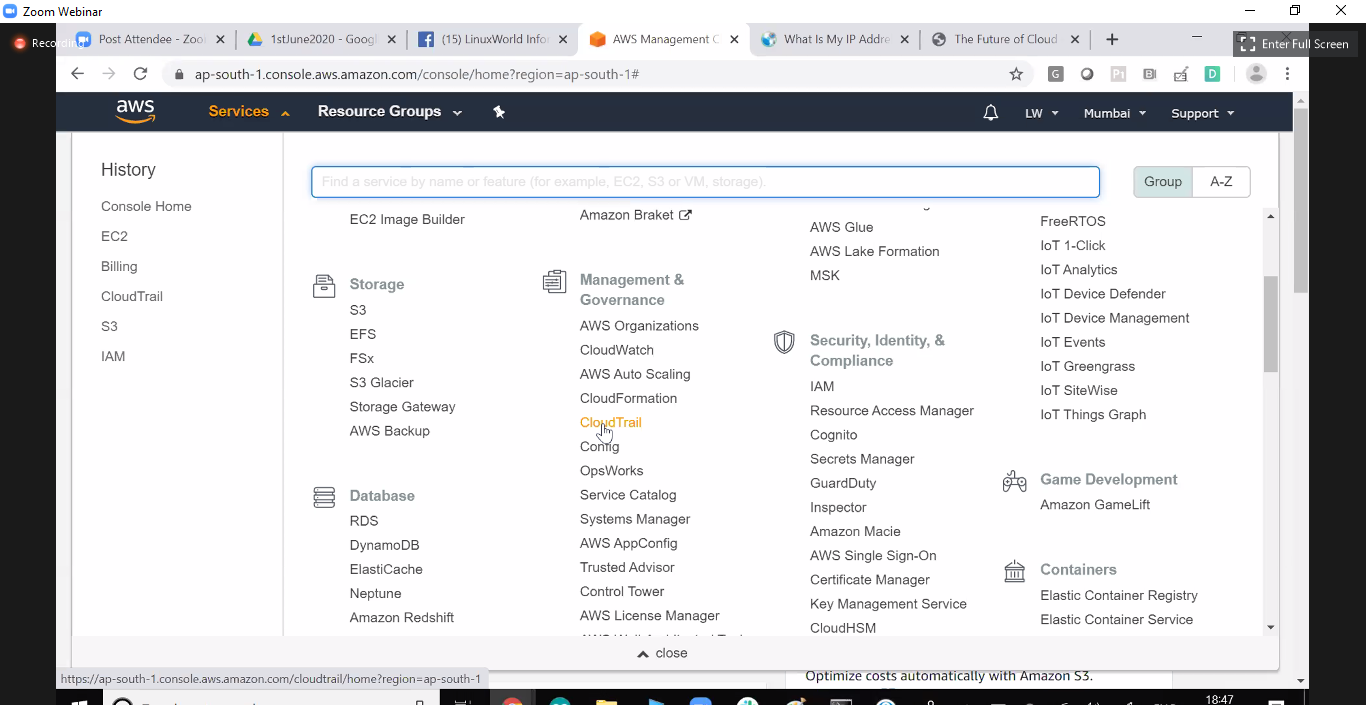 Zoom Webinar
Recording
Post Attendee - Zoo
1stJune2020 - Googl
(15) LinuxWorld Infor
AWS Management C
What Is My IP Addre
The Future of Cloud
Enter Full Screen
ap-south-1.console.aws.amazon.com/console/home?region=ap-south-1#
aws
Services
Resource Groups
LW
Mumbai
Support
History
Console Home
EC2
Billing
CloudTrail
S3
IAM
Find a service by name or feature (for example, EC2, S3 or VM, storage).
Group
A-Z
EC2 Image Builder
Storage
S3
EFS
FSx
S3 Glacier
Storage Gateway
AWS Backup
Database
RDS
DynamoDB
ElastiCache
Neptune
Amazon Redshift
Amazon Braket
Management &
Governance
AWS Organizations
CloudWatch
AWS Auto Scaling
CloudFormation
CloudTrail
Config
OpsWorks
Service Catalog
Systems Manager
AWS AppConfig
Trusted Advisor
Control Tower
AWS License Manager
AWS Glue
AWS Lake Formation
MSK
Security, Identity, &
Compliance
IAM
Resource Access Manager
Cognito
Secrets Manager
GuardDuty
Inspector
Amazon Macie
AWS Single Sign-On
Certificate Manager
Key Management Service
CloudHSM
FreeRTOS
IoT 1-Click
IoT Analytics
IoT Device Defender
IoT Device Management
IoT Events
IoT Greengrass
IoT SiteWise
IoT Things Graph
Game Development
Amazon GameLift
Containers
Elastic Container Registry
Elastic Container Service
close
https://ap-south-1.console.aws.amazon.com/cloudtrail/home?region=ap-south-1
Optimize costs automatically with Amazon S3.
18:47